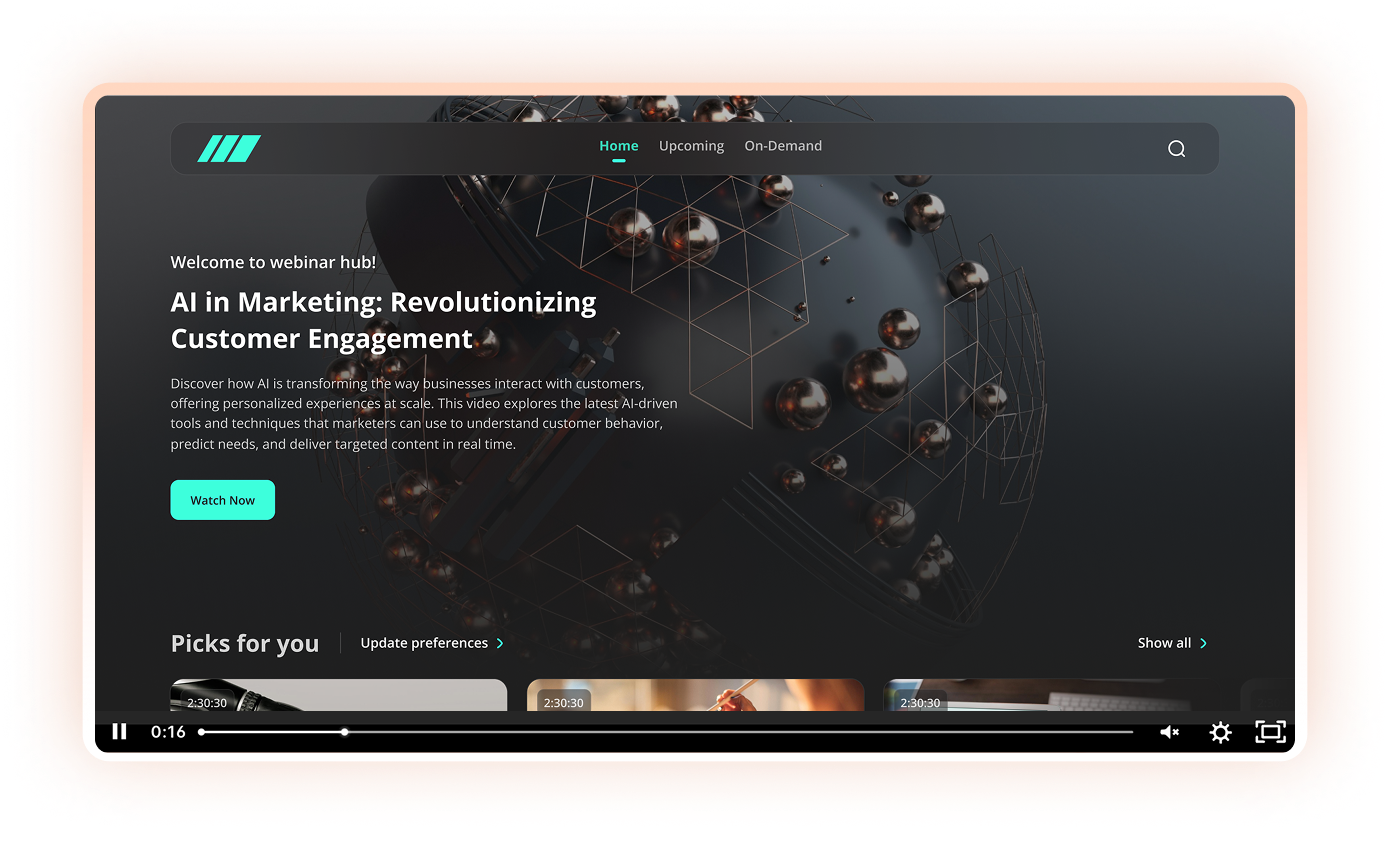 Home Upcoming On-Demand
Welcome to webinar hub!
AI in Marketing: Revolutionizing
Customer Engagement
Discover how AI is transforming the way businesses interact with customers,
offering personalized experiences at scale. This video explores the latest AI-driven
tools and techniques that marketers can use to understand customer behavior,
predict needs, and deliver targeted content in real time.
Watch Now
Picks for you Update preferences Show all
2:30:30 2:30:30 2:30:30
0:16